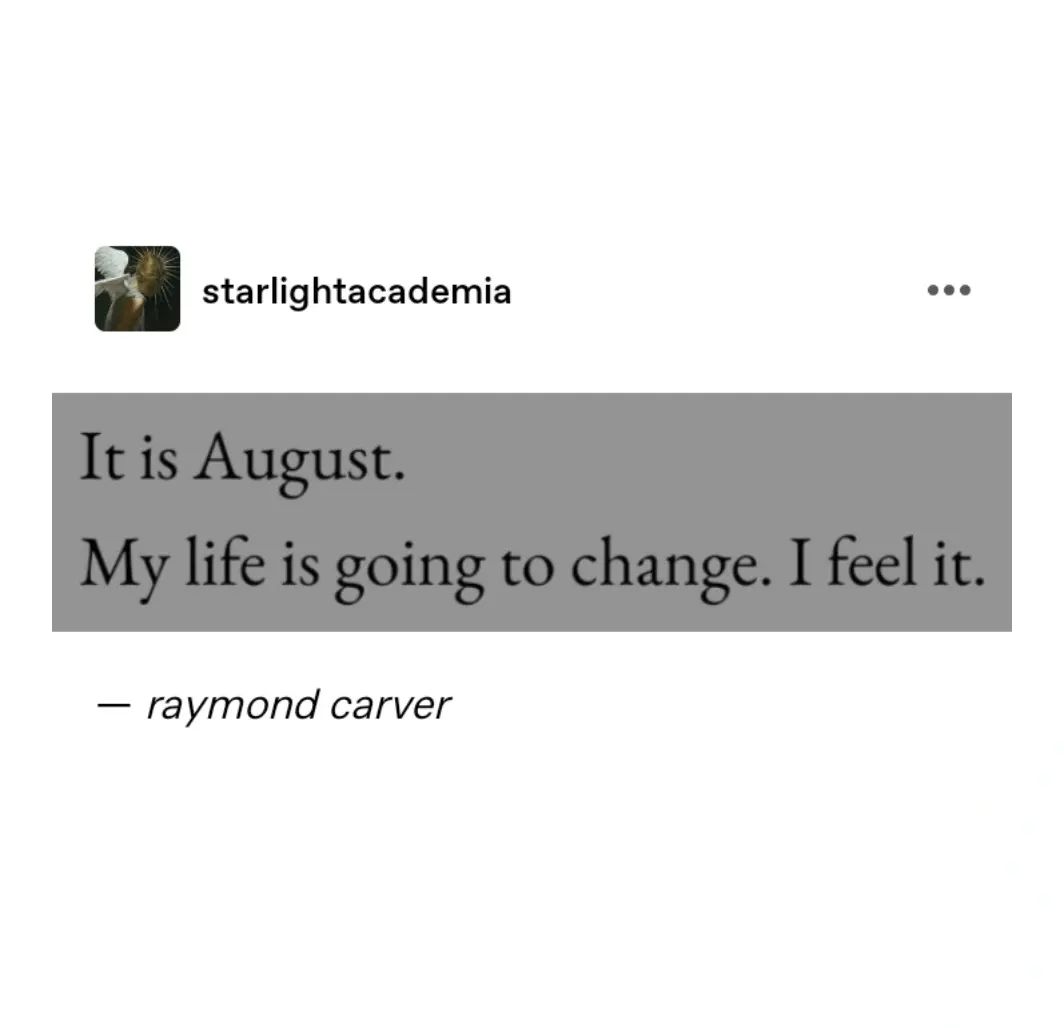 starlightacademia
It is August.
My life is going to change. I feel it.
— raymond carver